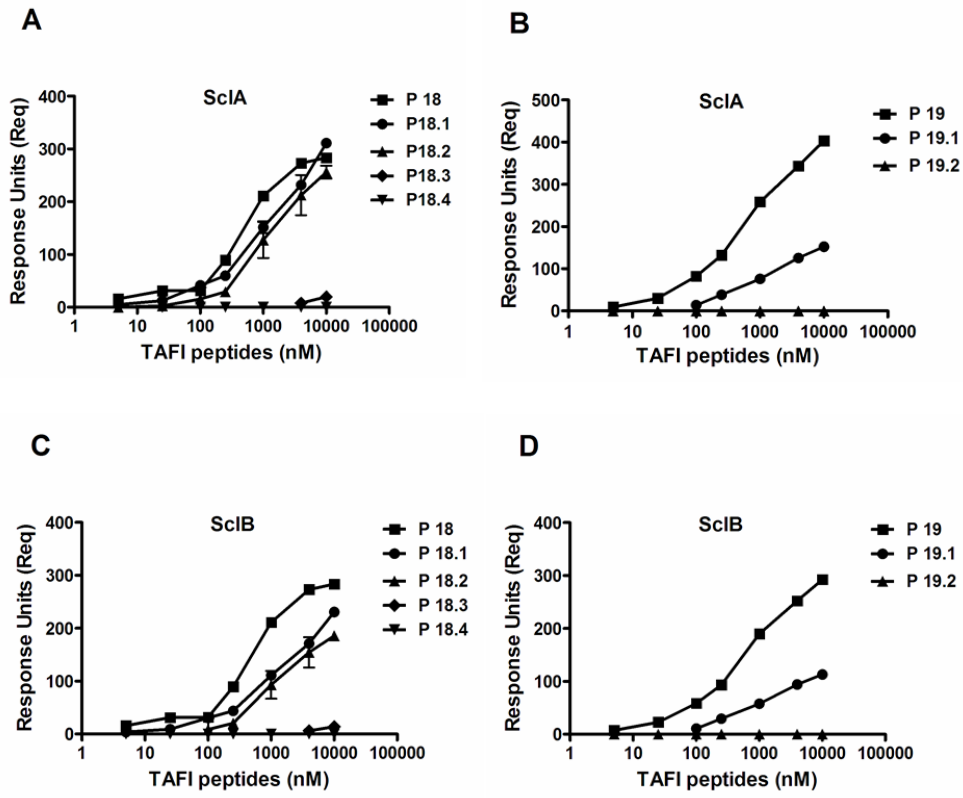 A
SclA
400
300
200
100
0
1
10
100
1000
10000
100000
Response Units (Req)
TAFI peptides (nM)
P 18
P18.1
P18.2
P18.3
P18.4
B
SclA
500
400
300
200
100
0
1
10
100
1000
10000
100000
Response Units (Req)
TAFI peptides (nM)
P 19
P 19.1
P 19.2
C
SclB
400
300
200
100
0
1
10
100
1000
10000
100000
Response Units (Req)
TAFI peptides (nM)
P 18
P 18.1
P 18.2
P 18.3
P 18.4
D
SclB
400
300
200
100
0
1
10
100
1000
10000
100000
Response Units (Req)
TAFI peptides (nM)
P 19
P 19.1
P 19.2